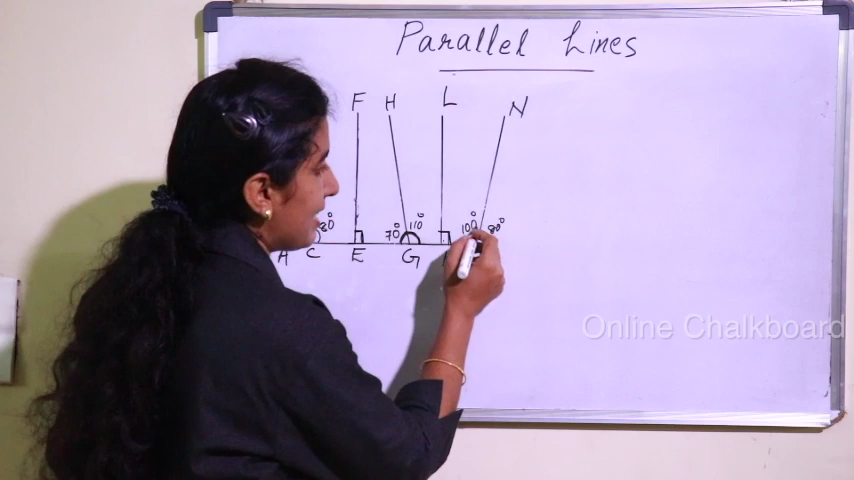 Parallel Lines
F H L N
80° 70° 110° 100° 80°
A C E G
Online Chalkboard